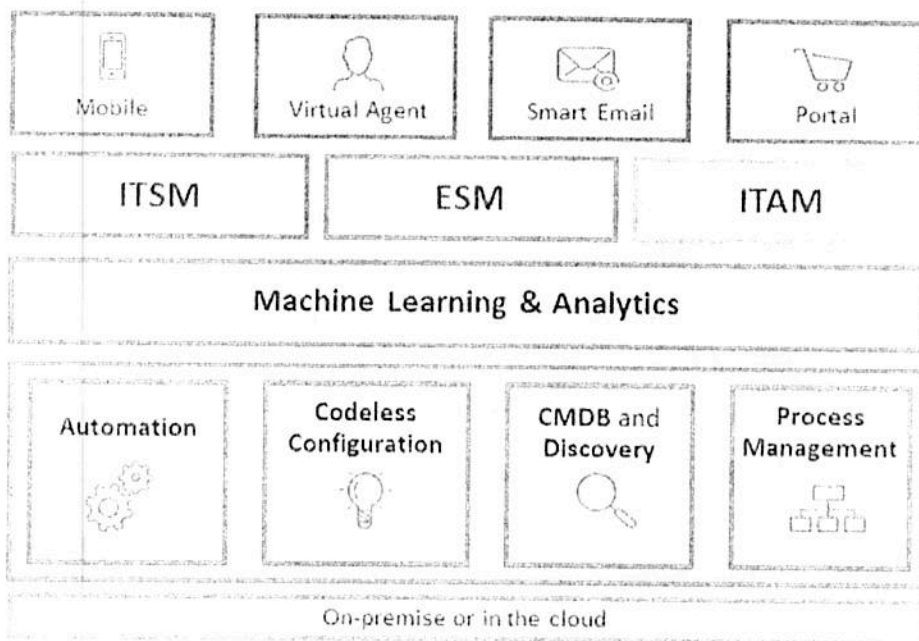 Mobile
Virtual Agent
Smart Email
Portal
ITSM
ESM
ITAM
Machine Learning & Analytics
Automation
Codeless
Configuration
CMDB and
Discovery
Process
Management
On-premise or in the cloud